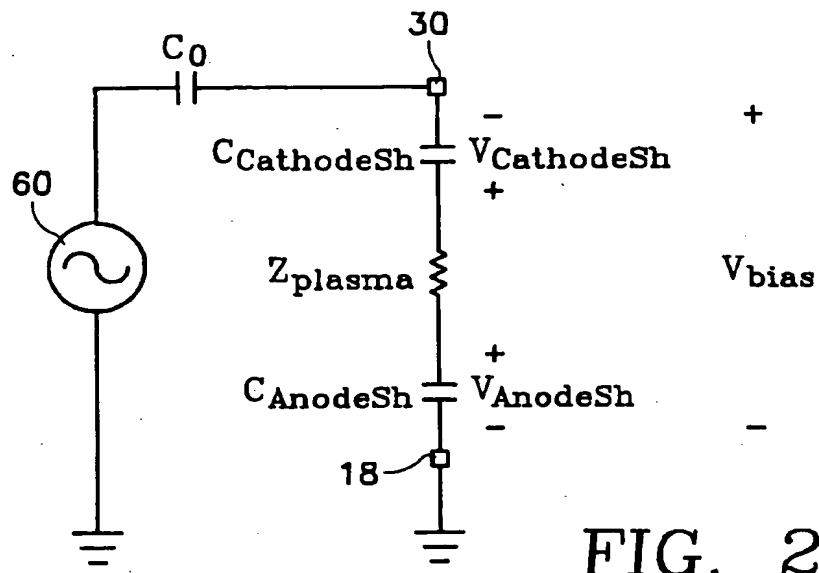 30
C0
−
+
CCathodeSh
VCathodeSh
+
60
Zplasma
Vbias
+
CAnodeSh
VAnodeSh
−
−
18
FIG. 2